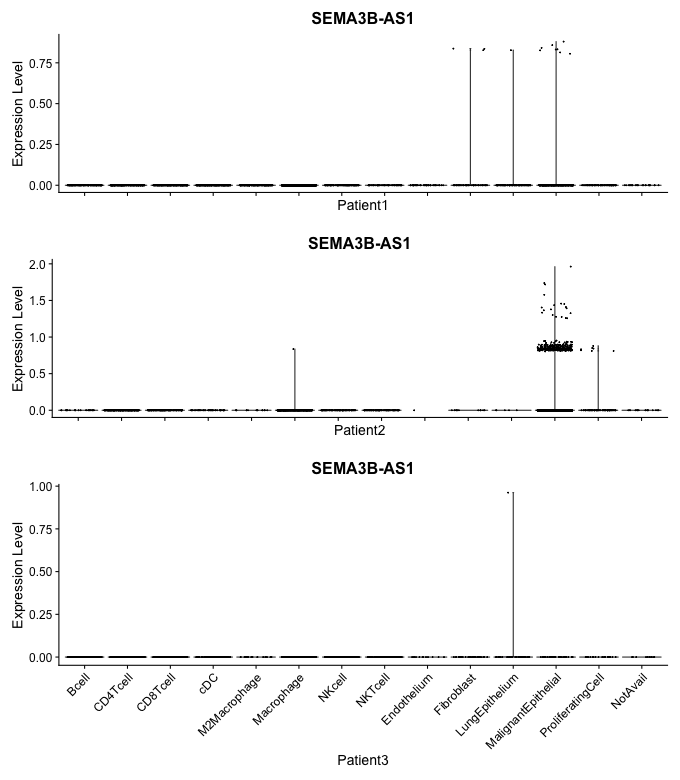 SEMA3B-AS1
Expression Level
0.75
0.50
0.25
0.00
Patient1
SEMA3B-AS1
Expression Level
2.0
1.5
1.0
0.5
0.0
Patient2
SEMA3B-AS1
Expression Level
1.00
0.75
0.50
0.25
0.00
Bcell
CD4Tcell
CD8Tcell
cDC
M2Macrophage
Macrophage
NKcell
NKTcell
Endothelium
Fibroblast
LungEpithelium
MalignantEpithelial
ProliferatingCell
NotAvail
Patient3